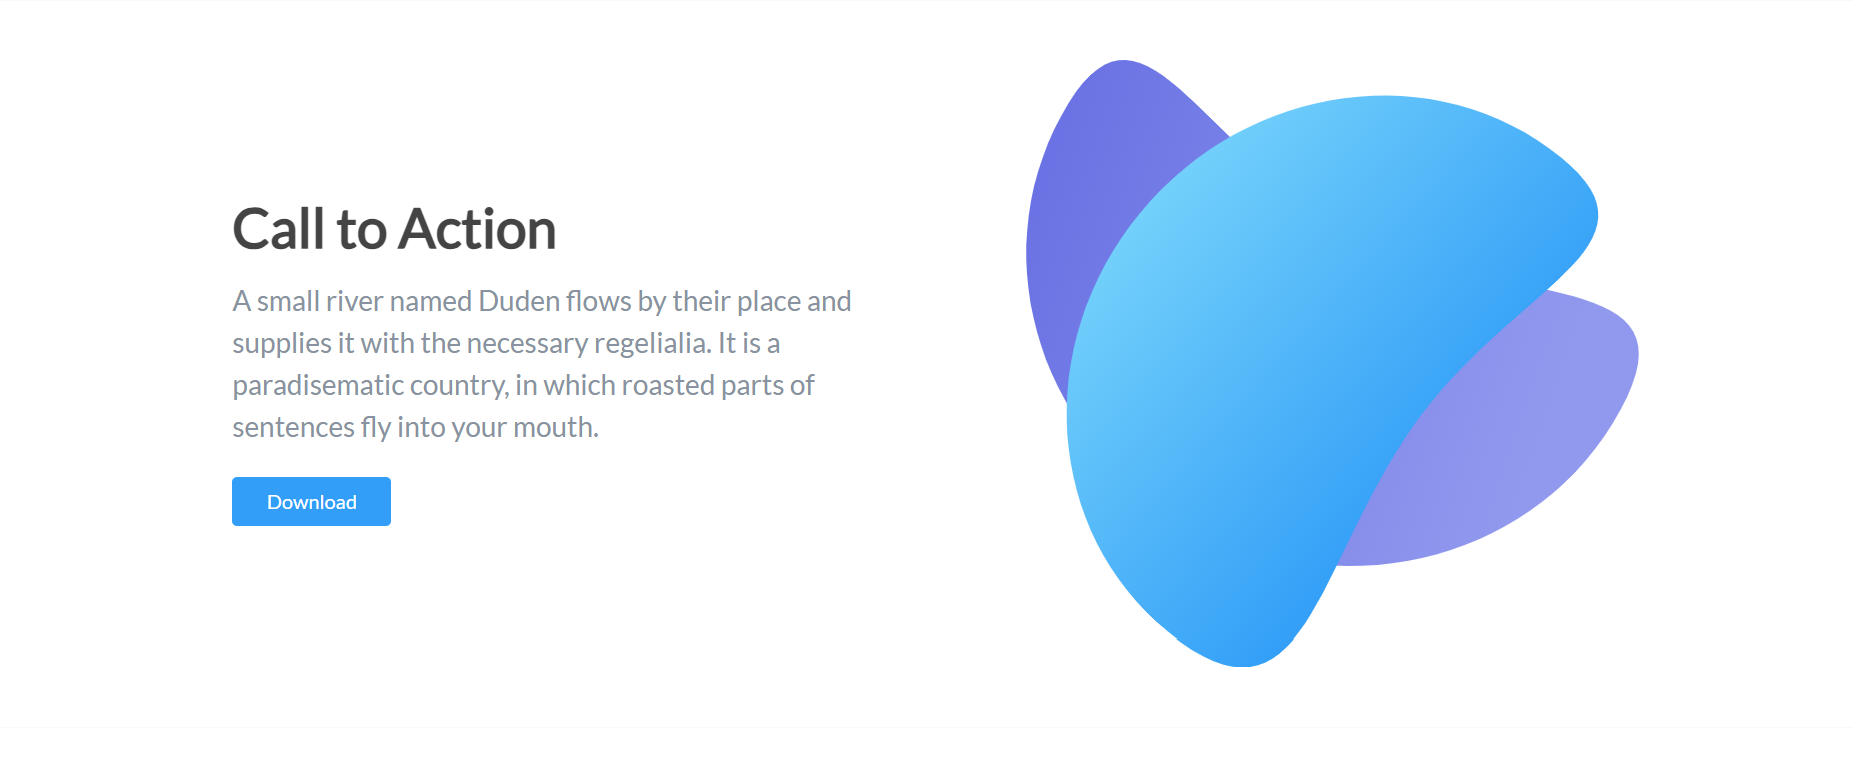 Call to Action
A small river named Duden flows by their place and
supplies it with the necessary regelialia. It is a
paradisematic country, in which roasted parts of
sentences fly into your mouth.
Download